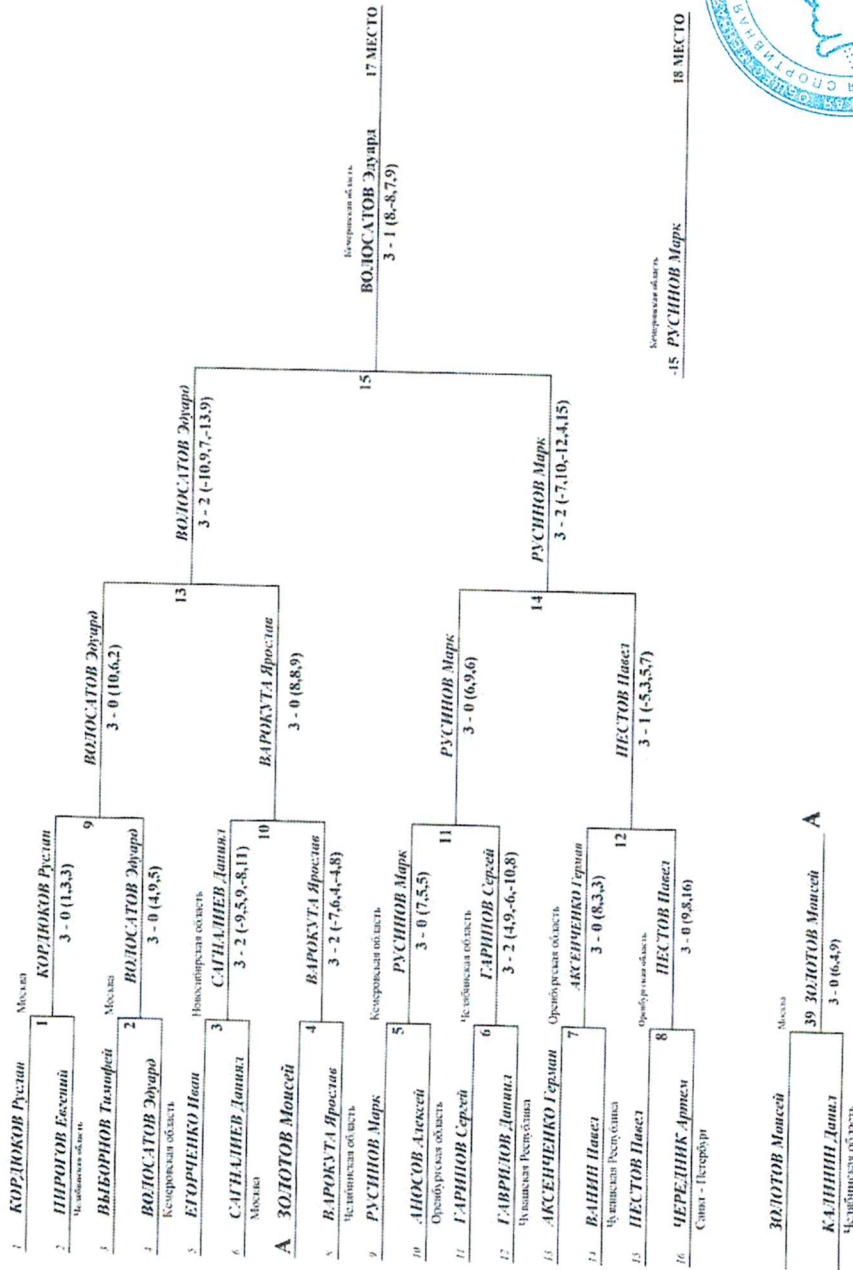 1 КОРДЮКОВ Руслан
Москва
2 ПИРОГОВ Евгений
Челябинская область
1
КОРДЮКОВ Руслан
3 - 0 (1,3,3)
3 ВЫБОРНОВ Тимофей
Москва
4 ВОЛОСАТОВ Эдуард
Кемеровская область
2
ВОЛОСАТОВ Эдуард
3 - 0 (4,9,5)
9
ВОЛОСАТОВ Эдуард
3 - 0 (10,6,2)
5 ЕГОРЧЕНКО Иван
Новосибирская область
6 САГНАЛИЕВ Даниял
Москва
3
САГНАЛИЕВ Даниял
3 - 2 (-9,5,9,-8,11)
A ЗОЛОТОВ Моисей
8 ВАРОКУТА Ярослав
Челябинская область
4
ВАРОКУТА Ярослав
3 - 2 (-7,6,4,-4,8)
10
ВАРОКУТА Ярослав
3 - 0 (8,8,9)
13
ВОЛОСАТОВ Эдуард
3 - 2 (-10,9,7,-13,9)
9 РУСИНОВ Марк
Кемеровская область
10 АНОСОВ Алексей
Оренбургская область
5
РУСИНОВ Марк
3 - 0 (7,5,5)
11 ГАРИНОВ Сергей
Челябинская область
12 ГАВРИЛОВ Даниил
Чувашская Республика
6
ГАРИНОВ Сергей
3 - 2 (4,9,-6,-10,8)
11
РУСИНОВ Марк
3 - 0 (6,9,6)
13 АКСЕНЧЕНКО Герман
Оренбургская область
14 ВАНИН Павел
Чувашская Республика
7
АКСЕНЧЕНКО Герман
3 - 0 (8,3,3)
15 ПЕСТОВ Павел
Оренбургская область
16 ЧЕРЕДНИК Артем
Санкт - Петербург
8
ПЕСТОВ Павел
3 - 0 (9,8,16)
12
ПЕСТОВ Павел
3 - 1 (-5,3,5,7)
14
РУСИНОВ Марк
3 - 2 (-7,10,-12,4,15)
15
Кемеровская область
ВОЛОСАТОВ Эдуард 17 МЕСТО
3 - 1 (8,-8,7,9)
Кемеровская область
-15 РУСИНОВ Марк 18 МЕСТО
ЗОЛОТОВ Моисей
Москва
КАЛИНИН Данил
Челябинская область
39 ЗОЛОТОВ Моисей A
3 - 0 (6,4,9)
СПОРТИВНАЯ